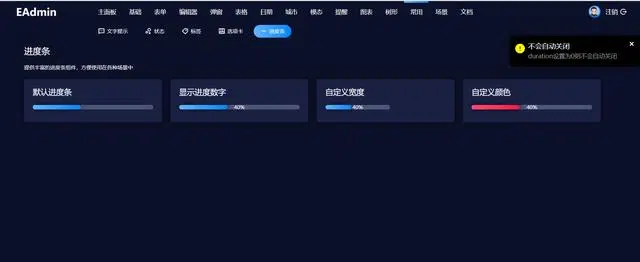 EAdmin 主面板 基础 表单 编辑器 弹窗 表格 日期 城市 模态 提醒 图表 树形 常用 场景 文档 注销
文字提示 状态 标签 选项卡 进度条
不会自动关闭
duration设置为0则不会自动关闭
进度条
提供丰富的进度条组件，方便使用在各种场景中
默认进度条 显示进度数字 自定义宽度 自定义颜色
40% 40% 40%